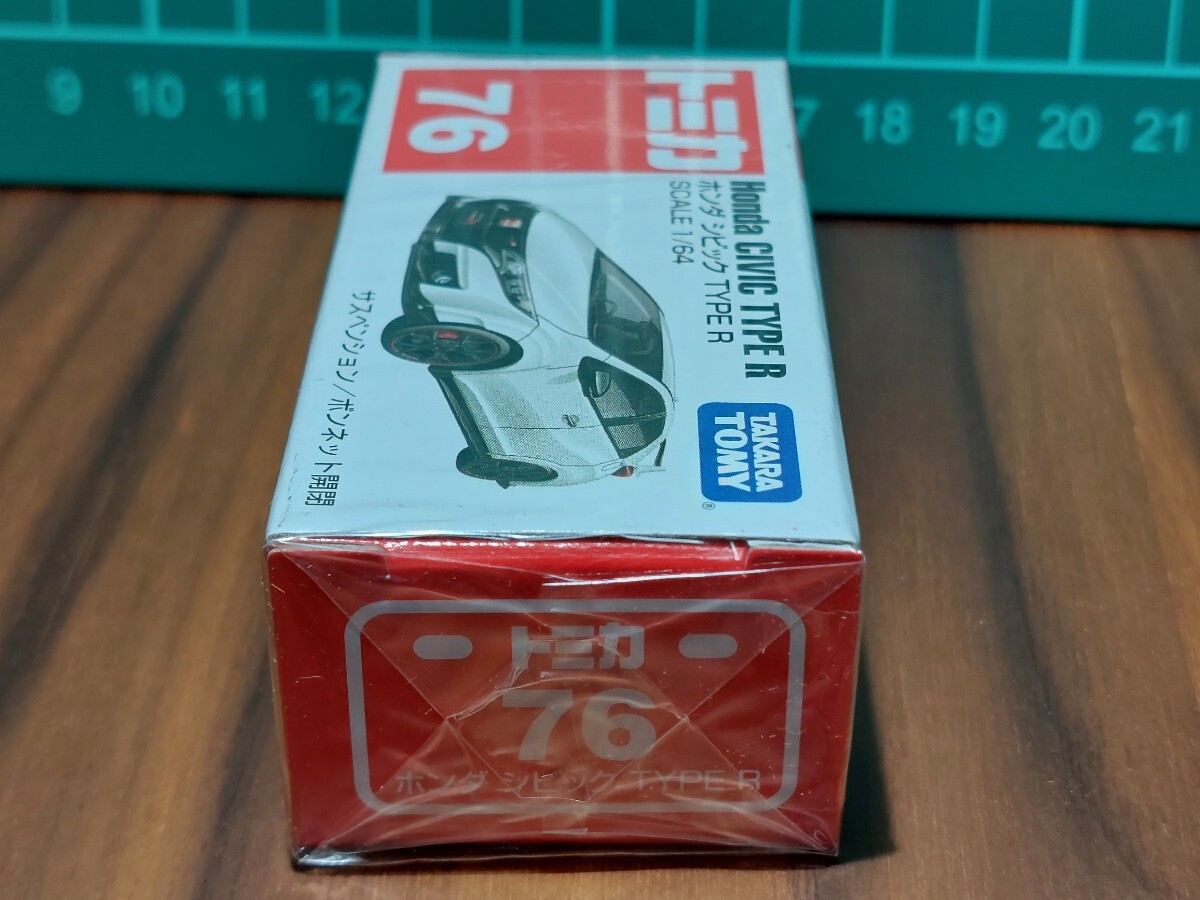 9 10 11 12 7 18 19 20 21
トミカ
76
Honda CIVIC TYPE R
ホンダ シビック TYPE R
SCALE 1/64
サスペンション/ボンネット開閉
TAKARA
TOMY®
トミカ
76
ホンダ シビック TYPE R